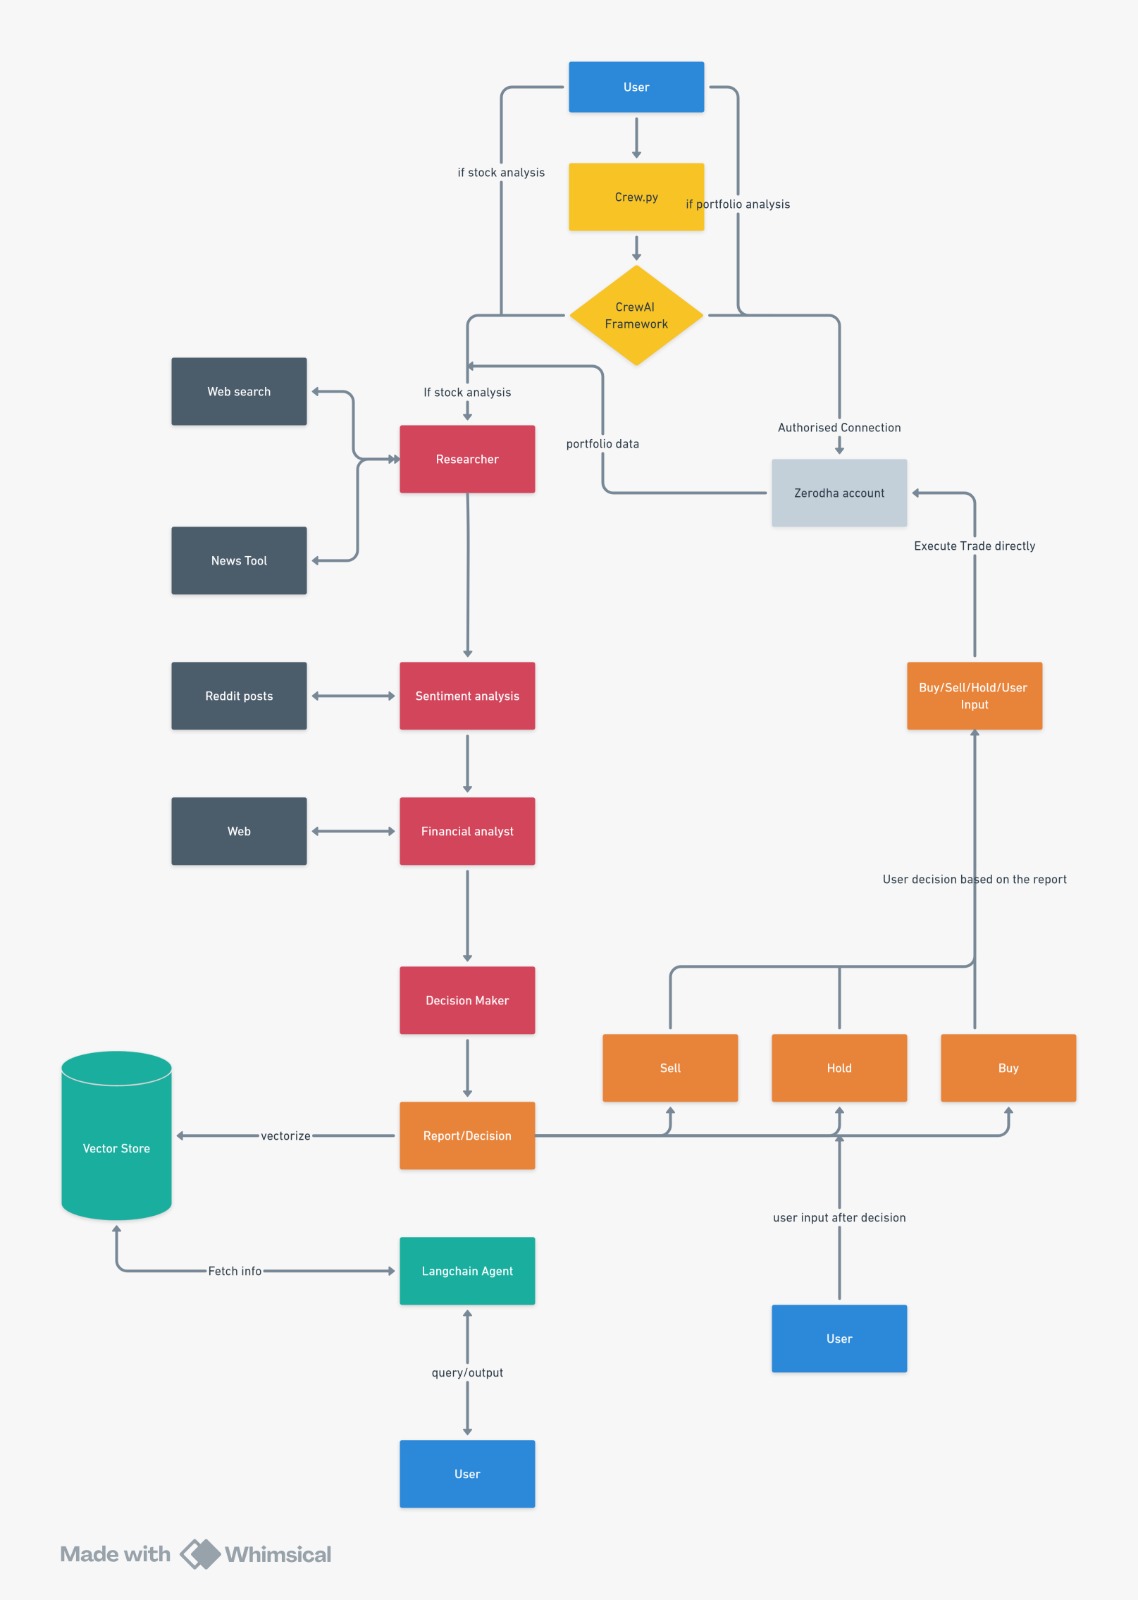 User
if stock analysis
Crew.py
if portfolio analysis
CrewAI
Framework
Web search
If stock analysis
Authorised Connection
portfolio data
Researcher
Zerodha account
Execute Trade directly
News Tool
Reddit posts
Sentiment analysis
Buy/Sell/Hold/User
Input
Web
Financial analyst
User decision based on the report
Decision Maker
Sell
Hold
Buy
Vector Store
vectorize
Report/Decision
user input after decision
Fetch info
Langchain Agent
User
query/output
User
Made with Whimsical